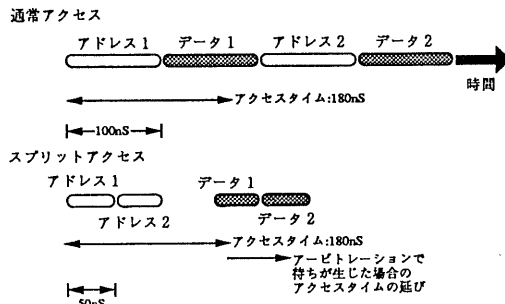 通常アクセス
アドレス1 データ1 アドレス2 データ2
時間
アクセスタイム:180nS
100nS
スプリットアクセス
アドレス1 データ1
アドレス2 データ2
アクセスタイム:180nS
アービトレーションで
待ちが生じた場合の
アクセスタイムの延び
50nS